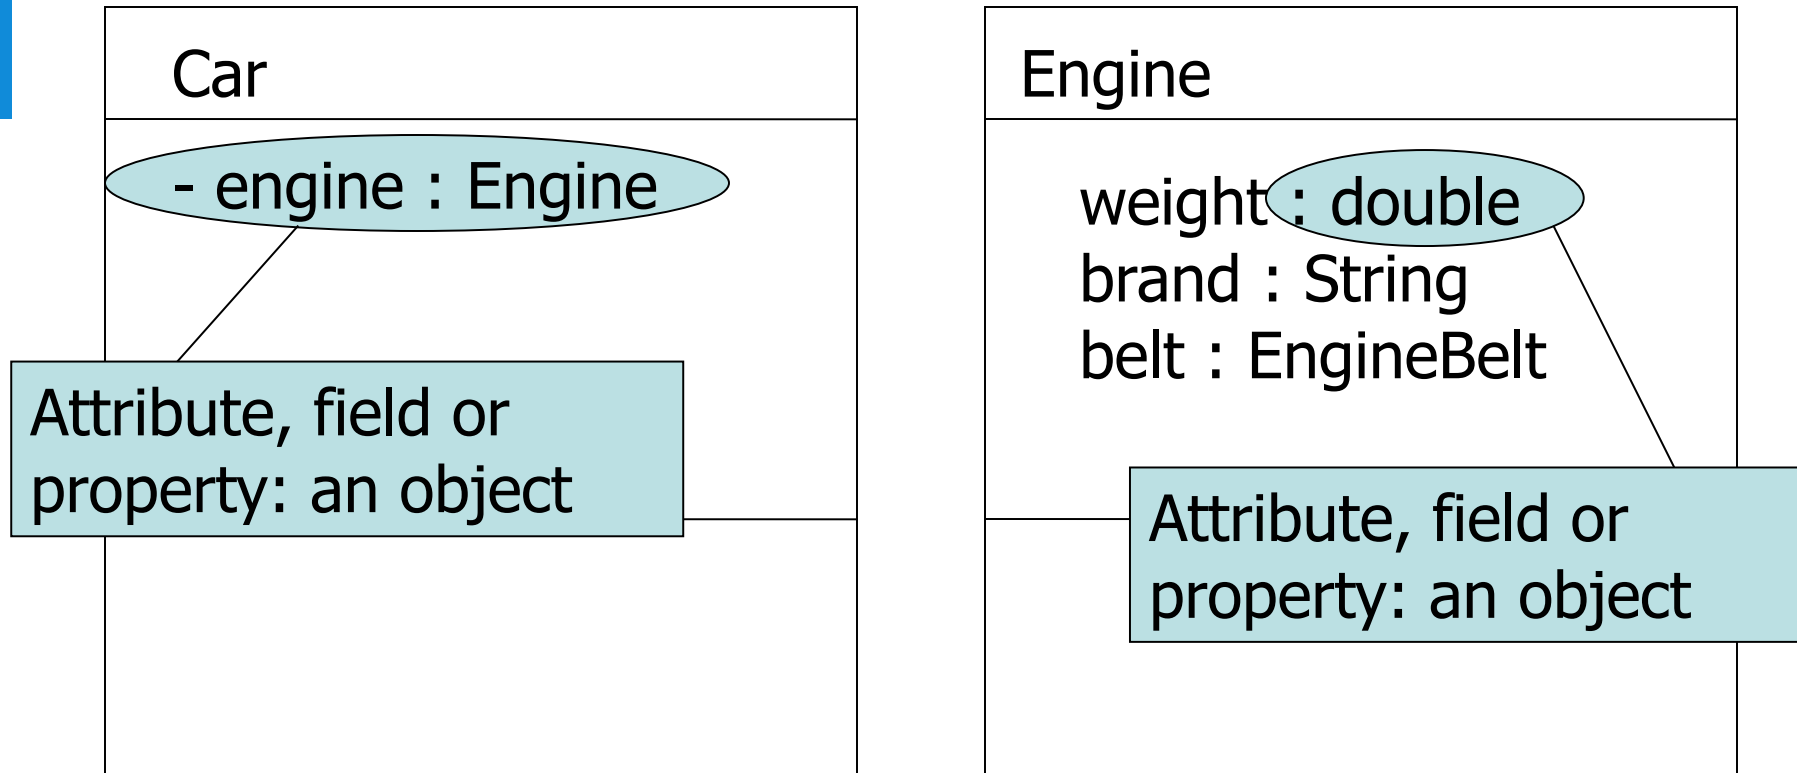 Car
- engine : Engine
Attribute, field or
property: an object
Engine
weight : double
brand : String
belt : EngineBelt
Attribute, field or
property: an object